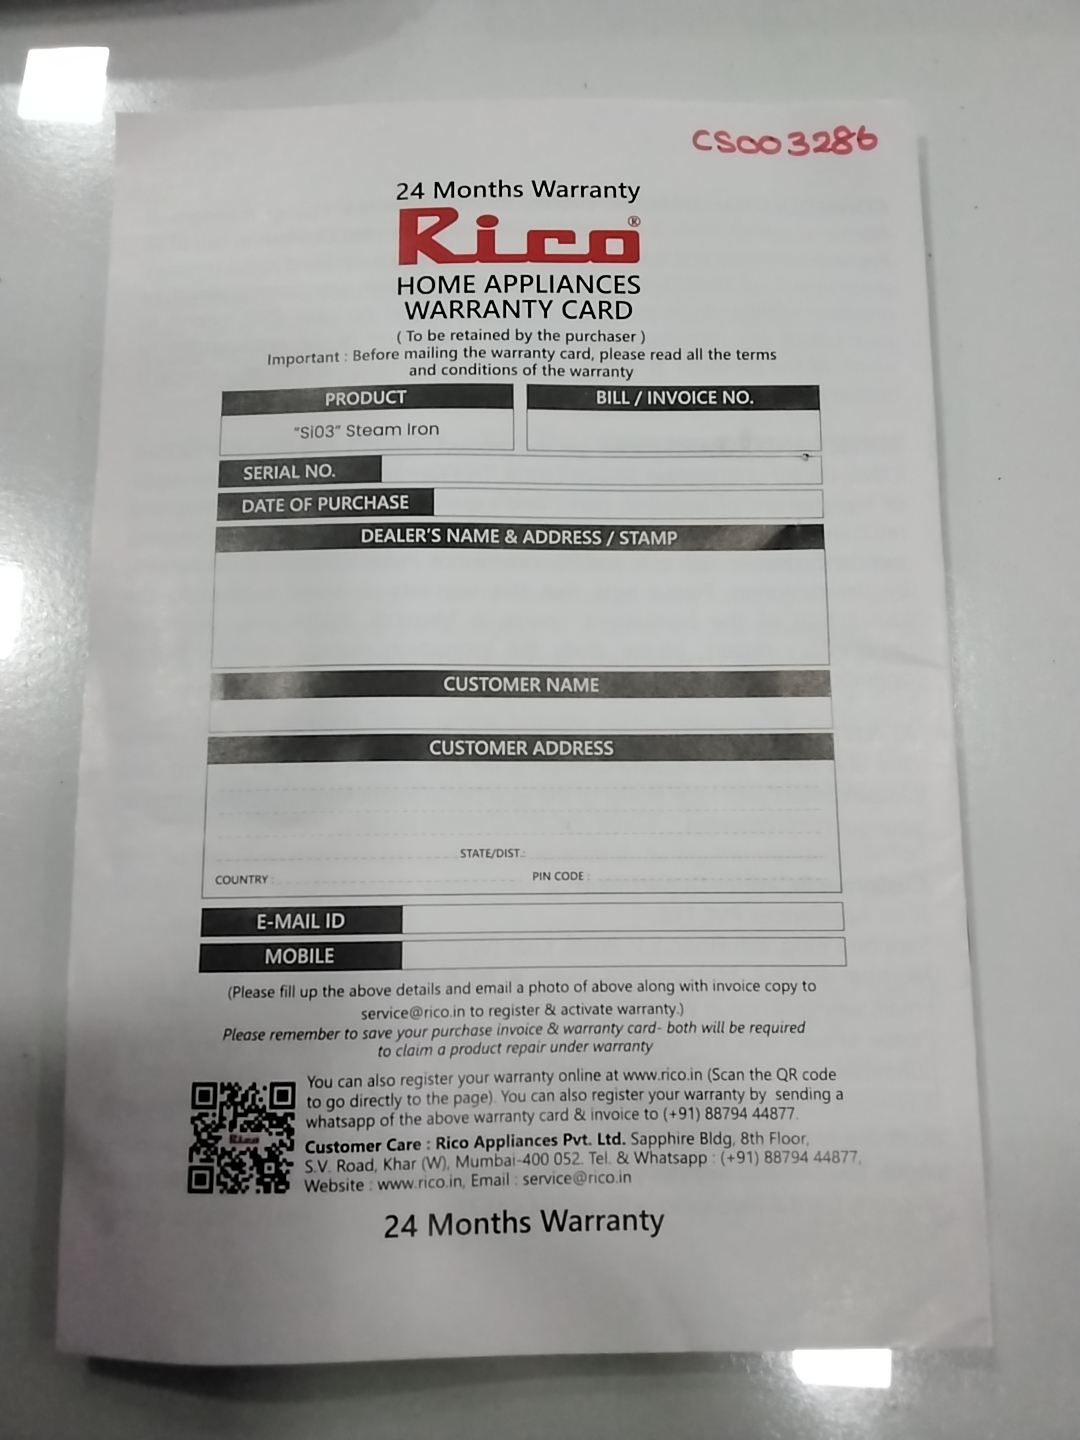 CS003286
24 Months Warranty
Rico®
HOME APPLIANCES
WARRANTY CARD
( To be retained by the purchaser )
Important : Before mailing the warranty card, please read all the terms
and conditions of the warranty
PRODUCT
BILL / INVOICE NO.
"Si03" Steam Iron
SERIAL NO.
DATE OF PURCHASE
DEALER'S NAME & ADDRESS / STAMP
CUSTOMER NAME
CUSTOMER ADDRESS
STATE/DIST.:
COUNTRY : PIN CODE :
E-MAIL ID
MOBILE
(Please fill up the above details and email a photo of above along with invoice copy to
service@rico.in to register & activate warranty.)
Please remember to save your purchase invoice & warranty card- both will be required
to claim a product repair under warranty
You can also register your warranty online at www.rico.in (Scan the QR code
to go directly to the page). You can also register your warranty by sending a
whatsapp of the above warranty card & invoice to (+91) 88794 44877.
Rico
Customer Care : Rico Appliances Pvt. Ltd. Sapphire Bldg, 8th Floor,
S.V. Road, Khar (W), Mumbai-400 052. Tel. & Whatsapp : (+91) 88794 44877,
Website : www.rico.in, Email : service@rico.in
24 Months Warranty